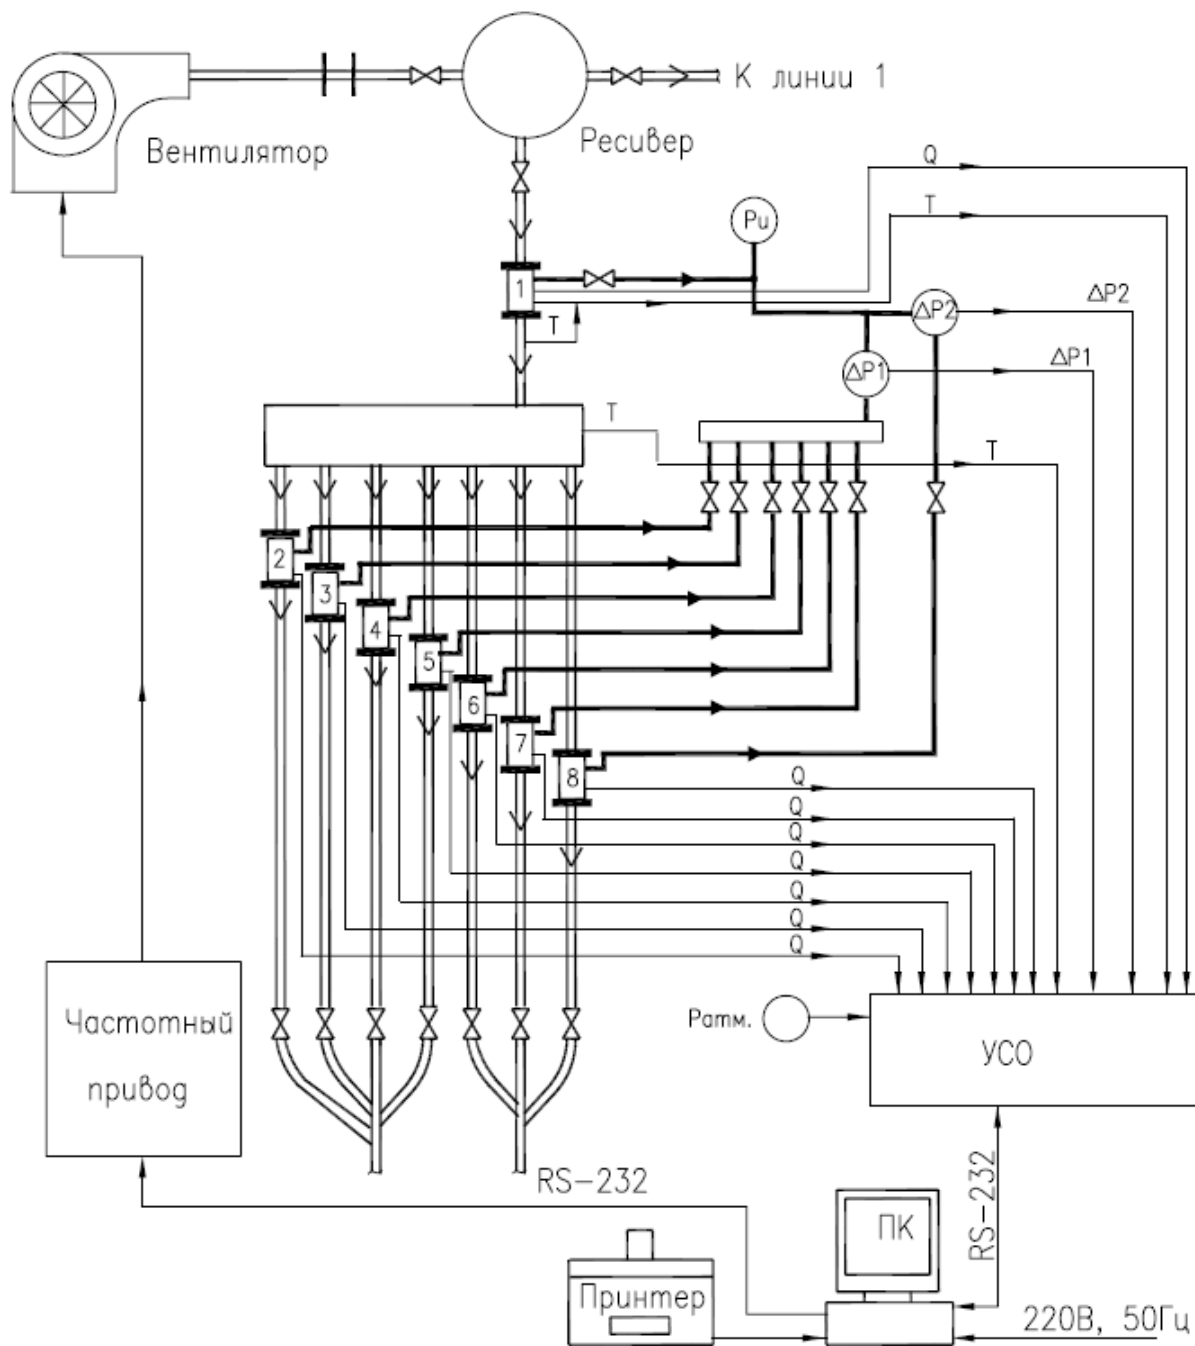 К линии 1
Вентилятор
Ресивер
Q
T
Pu
1
T
ΔP2
ΔP2
ΔP1
ΔP1
T
T
2
3
4
5
6
7
8
Q
Q
Q
Q
Q
Q
Q
Частотный
привод
Ратм.
УСО
RS-232
RS-232
ПК
Принтер
220В, 50Гц